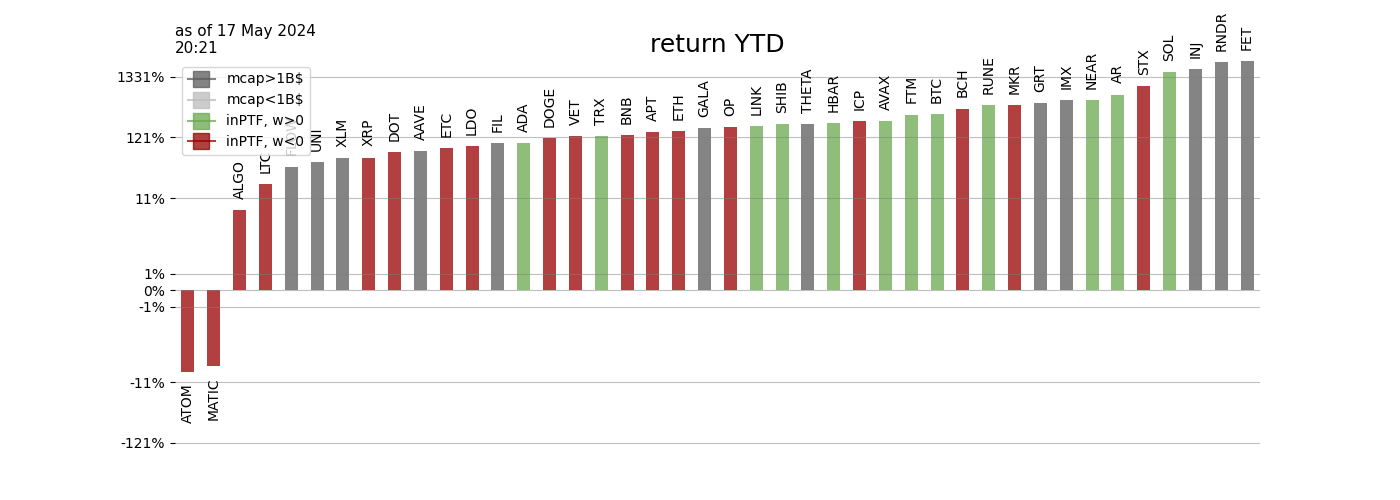 as of 17 May 2024
20:21
return YTD
mcap>1B$
mcap<1B$
inPTF, w>0
inPTF, w<0
1331%
121%
11%
1%
0%
-1%
-11%
-121%
ATOM
MATIC
ALGO
LTC
FLOW
UNI
XLM
XRP
DOT
AAVE
ETC
LDO
FIL
ADA
DOGE
VET
TRX
BNB
APT
ETH
GALA
OP
LINK
SHIB
THETA
HBAR
ICP
AVAX
FTM
BTC
BCH
RUNE
MKR
GRT
IMX
NEAR
AR
STX
SOL
INJ
RNDR
FET